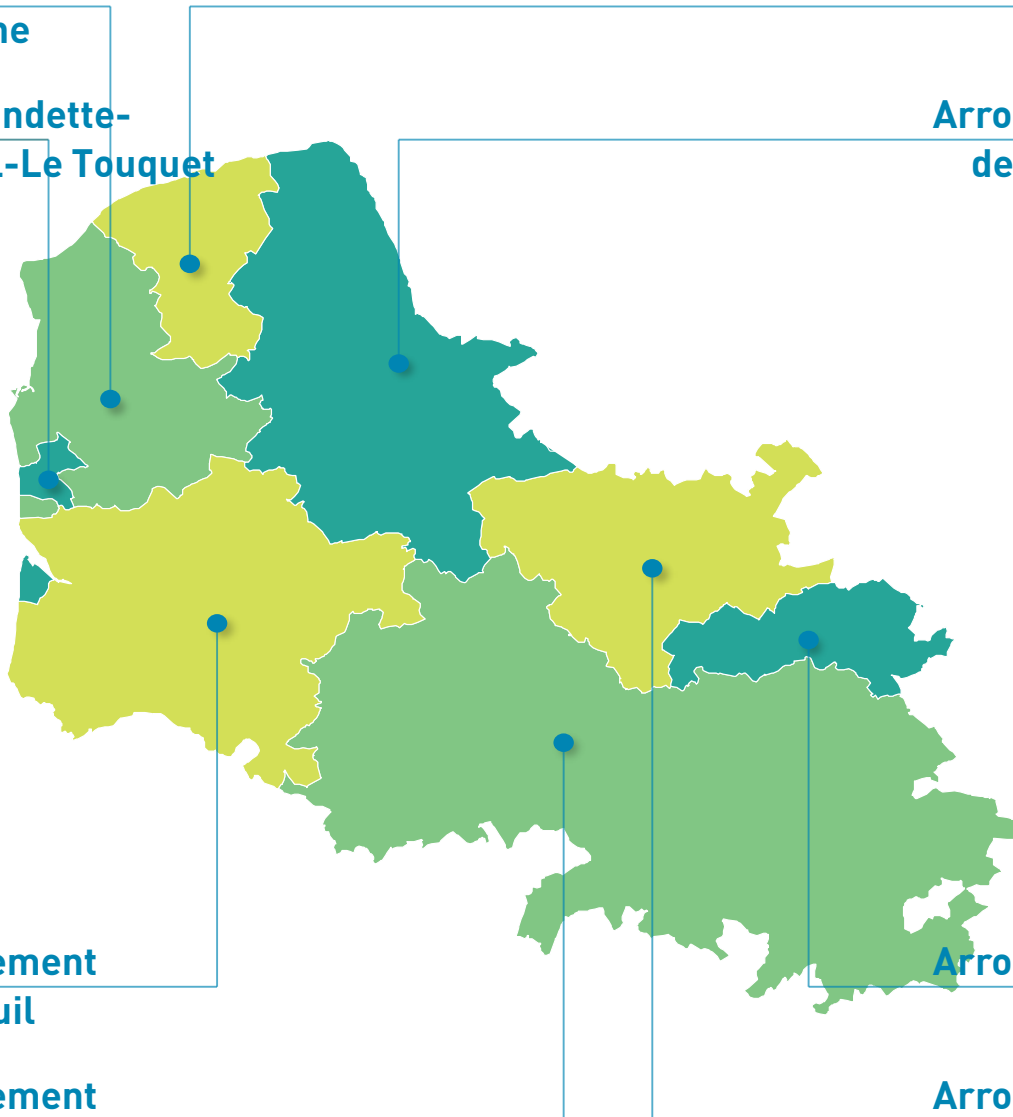 ne
ndette-
.-Le Touquet
Arro
de
ement
uil
ement
Arro
Arro